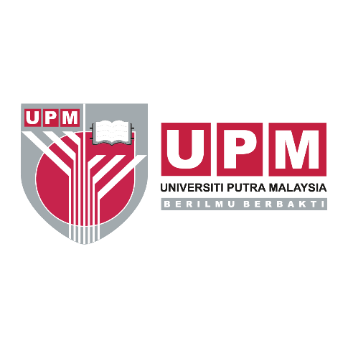 UPM
UPM
UNIVERSITI PUTRA MALAYSIA
BERILMU BERBAKTI